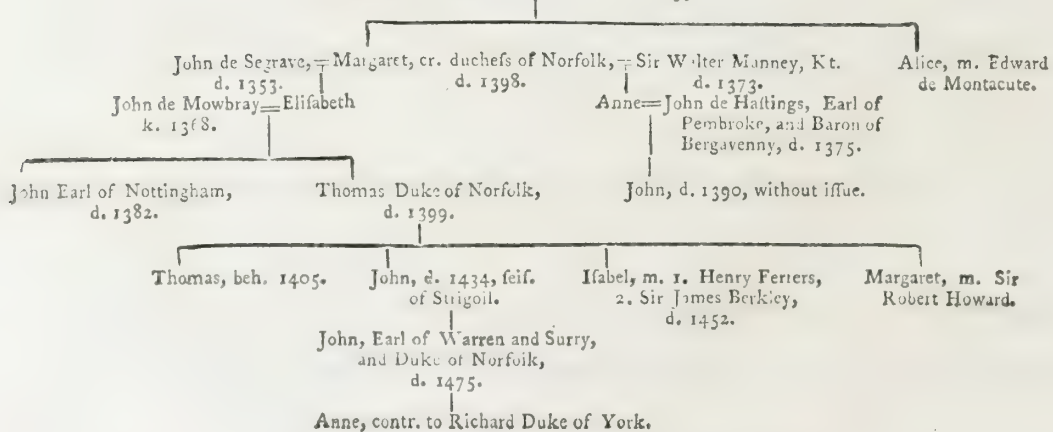 John de Segrave, = Margaret, cr. ducheſs of Norfolk, = Sir Walter Manney, Kt.
d. 1353. d. 1398. d. 1373.
Alice, m. Edward
de Montacute.
John de Mowbray = Eliſabeth
k. 1368.
Anne = John de Haſtings, Earl of
Pembroke, and Baron of
Bergavenny, d. 1375.
John Earl of Nottingham,
d. 1382.
Thomas Duke of Norfolk,
d. 1399.
John, d. 1390, without iſſue.
Thomas, beh. 1405.
John, d. 1434, ſeiſ.
of Strigoil.
Iſabel, m. 1. Henry Ferrers,
2. Sir James Berkley,
d. 1452.
Margaret, m. Sir
Robert Howard.
John, Earl of Warren and Surry,
and Duke of Norfolk,
d. 1475.
Anne, contr. to Richard Duke of York.